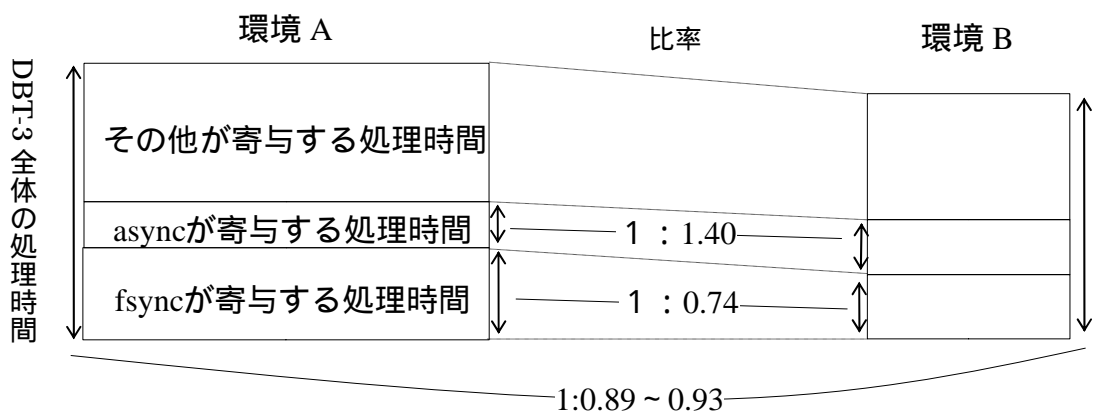 環境 A
比率
環境 B
DBT-3 全体の処理時間
その他が寄与する処理時間
asyncが寄与する処理時間
1 : 1.40
fsyncが寄与する処理時間
1 : 0.74
1:0.89 ~ 0.93